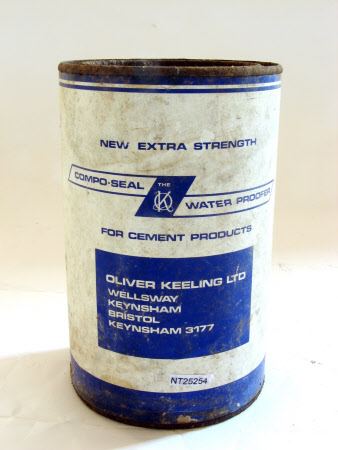 NEW EXTRA STRENGTH
COMPO-SEAL THE WATER PROOFER
FOR CEMENT PRODUCTS
OLIVER KEELING LTD
WELLSWAY
KEYNSHAM
BRISTOL
KEYNSHAM 3177
NT25254